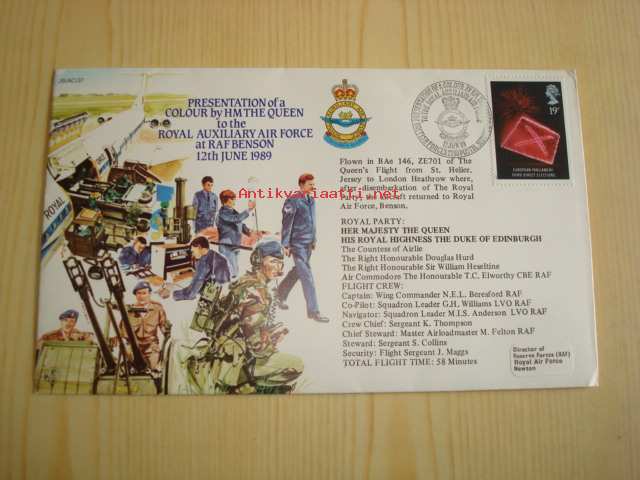 PRESENTATION of a
COLOUR by HM THE QUEEN
to the
ROYAL AUXILIARY AIR FORCE
at RAF BENSON
12th JUNE 1989
19p
EUROPEAN PARLIAMENT
THIRD DIRECT ELECTIONS
Flown in BAe 146, ZE701 of The
Queen's Flight from St. Helier,
Jersey to London Heathrow where,
after disembarkation of The Royal
Party, the aircraft returned to Royal
Air Force, Benson.
Antikvariaatti.net
ROYAL
ROYAL PARTY:
HER MAJESTY THE QUEEN
HIS ROYAL HIGHNESS THE DUKE OF EDINBURGH
The Countess of Airlie
The Right Honourable Douglas Hurd
The Right Honourable Sir William Heseltine
Air Commodore The Honourable T.C. Elworthy CBE RAF
FLIGHT CREW:
Captain: Wing Commander N.E.L. Beresford RAF
Co-Pilot: Squadron Leader G.H. Williams LVO RAF
Navigator: Squadron Leader M.I.S. Anderson LVO RAF
Crew Chief: Sergeant K. Thompson
Chief Steward: Master Airloadmaster M. Felton RAF
Steward: Sergeant S. Collins
Security: Flight Sergeant J. Maggs
TOTAL FLIGHT TIME: 58 Minutes
Director of
Reserve Forces (RAF)
Royal Air Force
Newton